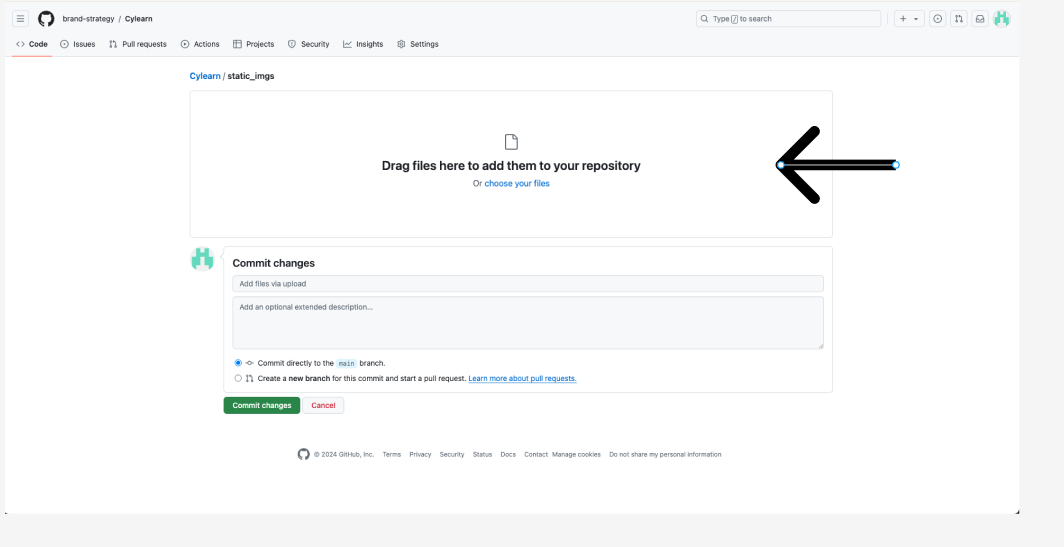 brand-strategy / Cylearn
Type / to search
Code Issues Pull requests Actions Projects Security Insights Settings
Cylearn / static_imgs
Drag files here to add them to your repository
Or choose your files
Commit changes
Add files via upload
Add an optional extended description...
Commit directly to the main branch.
Create a new branch for this commit and start a pull request. Learn more about pull requests.
Commit changes Cancel
© 2024 GitHub, Inc. Terms Privacy Security Status Docs Contact Manage cookies Do not share my personal information